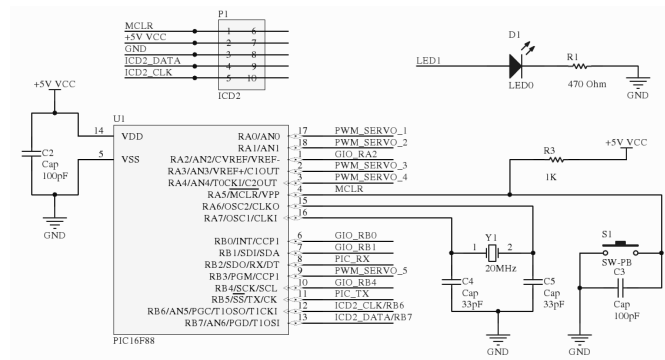 P1
MCLR 1 6
+5V VCC 2 7
GND 3 8
ICD2_DATA 4 9
ICD2_CLK 5 10
ICD2
D1
LED1
LED0
R1
470 Ohm
GND
+5V VCC
C2
Cap
100pF
GND
U1
14 VDD
5 VSS
RA0/AN0 17 PWM_SERVO_1
RA1/AN1 18 PWM_SERVO_2
RA2/AN2/CVREF/VREF- 1 GIO_RA2
RA3/AN3/VREF+/C1OUT 2 PWM_SERVO_3
RA4/AN4/T0CKI/C2OUT 3 PWM_SERVO_4
RA5/MCLR/VPP 4 MCLR
RA6/OSC2/CLKO 15
RA7/OSC1/CLKI 16
RB0/INT/CCP1 6 GIO_RB0
RB1/SDI/SDA 7 GIO_RB1
RB2/SDO/RX/DT 8 PIC_RX
RB3/PGM/CCP1 9 PWM_SERVO_5
RB4/SCK/SCL 10 GIO_RB4
RB5/SS/TX/CK 11 PIC_TX
RB6/AN5/PGC/T1OSO/T1CKI 12 ICD2_CLK/RB6
RB7/AN6/PGD/T1OSI 13 ICD2_DATA/RB7
PIC16F88
R3
1K
+5V VCC
1 Y1 2
20MHz
C4
Cap
33pF
C5
Cap
33pF
GND
S1
SW-PB
C3
Cap
100pF
GND